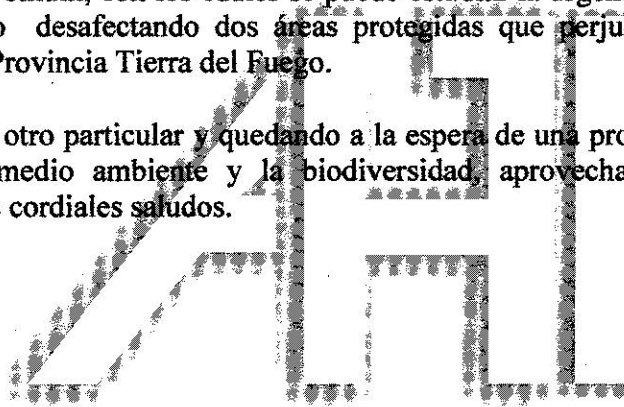 desafectando dos áreas protegidas que perju
Provincia Tierra del Fuego.
otro particular y quedando a la espera de una pro
medio ambiente y la biodiversidad, aprovecha
cordiales saludos.